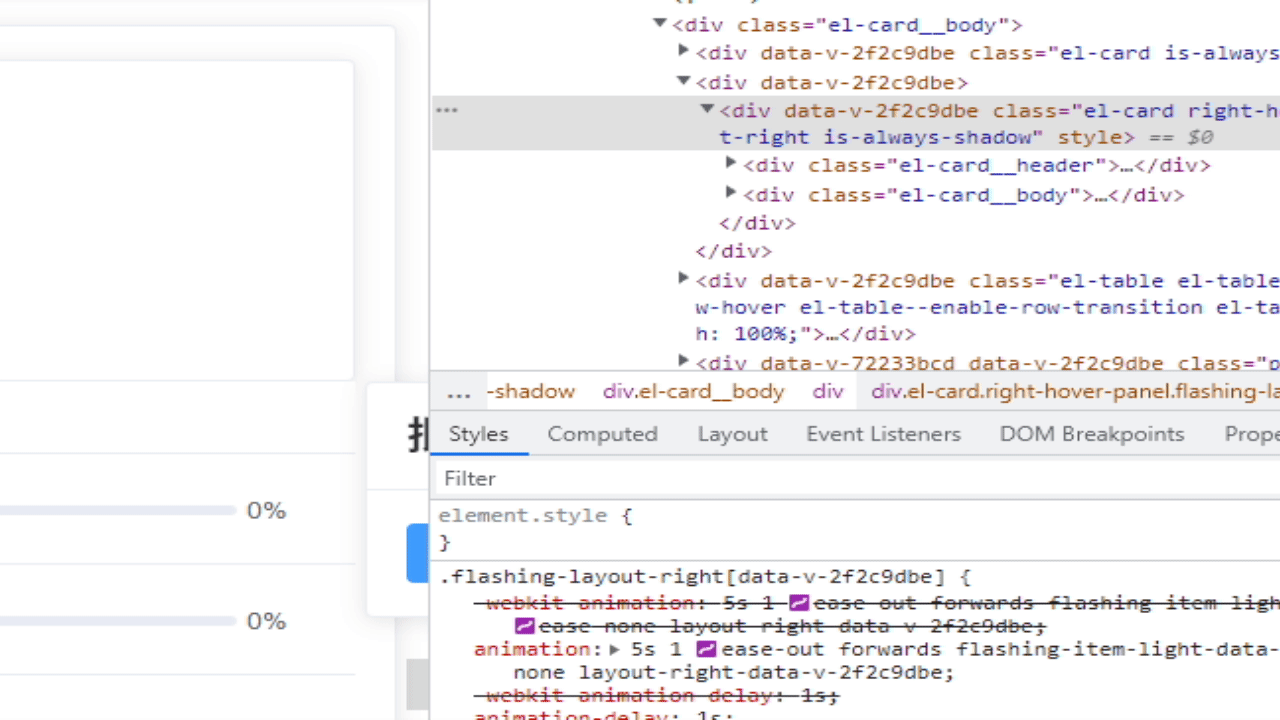 <div class="el-card__body">
<div data-v-2f2c9dbe class="el-card is-always
<div data-v-2f2c9dbe>
... <div data-v-2f2c9dbe class="el-card right-h
t-right is-always-shadow" style> == $0
<div class="el-card__header">…</div>
<div class="el-card__body">…</div>
</div>
</div>
<div data-v-2f2c9dbe class="el-table el-table
w-hover el-table--enable-row-transition el-ta
h: 100%;">…</div>
<div data-v-72233bcd data-v-2f2c9dbe class="p
... -shadow div.el-card__body div div.el-card.right-hover-panel.flashing-la
Styles Computed Layout Event Listeners DOM Breakpoints Prope
Filter
element.style {
}
.flashing-layout-right[data-v-2f2c9dbe] {
-webkit-animation: 5s 1 ease-out forwards flashing-item-ligh
ease none layout-right-data-v-2f2c9dbe;
animation: 5s 1 ease-out forwards flashing-item-light-data-
none layout-right-data-v-2f2c9dbe;
-webkit-animation-delay: 1s;
animation-delay: 1s;
0%
0%